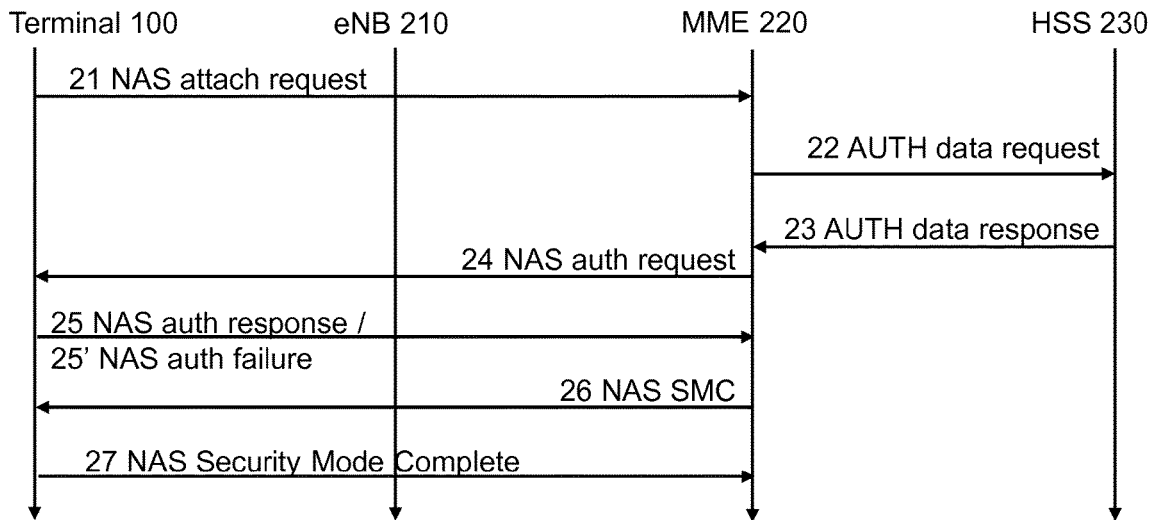 Terminal 100 eNB 210 MME 220 HSS 230
21 NAS attach request
22 AUTH data request
23 AUTH data response
24 NAS auth request
25 NAS auth response /
25' NAS auth failure
26 NAS SMC
27 NAS Security Mode Complete